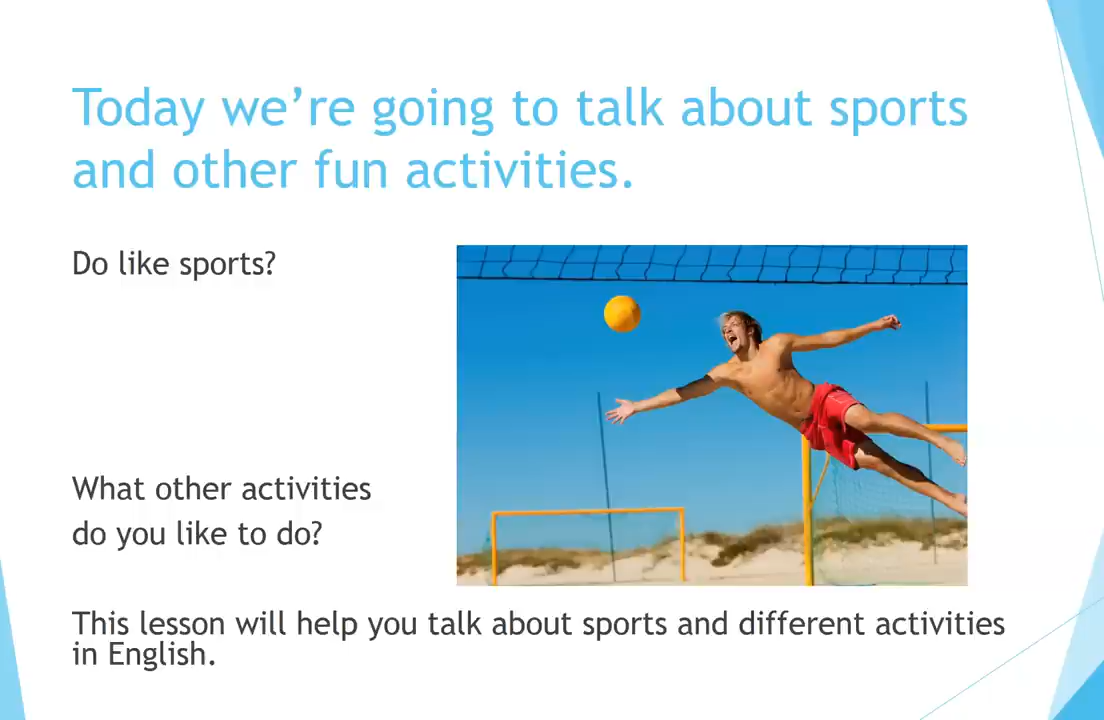 Today we’re going to talk about sports
and other fun activities.
Do like sports?
What other activities
do you like to do?
This lesson will help you talk about sports and different activities
in English.